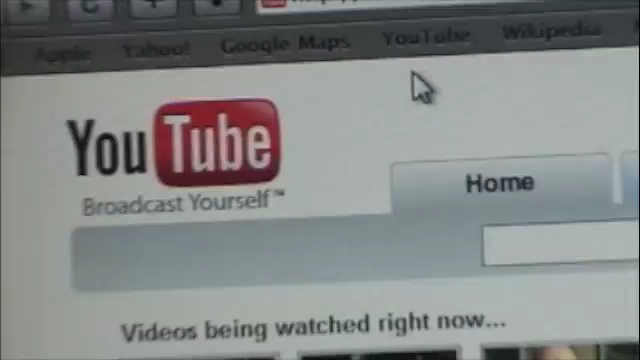 Apple Yahoo! Google Maps YouTube Wikipedia
YouTube
Broadcast Yourself™
Home
Videos being watched right now...